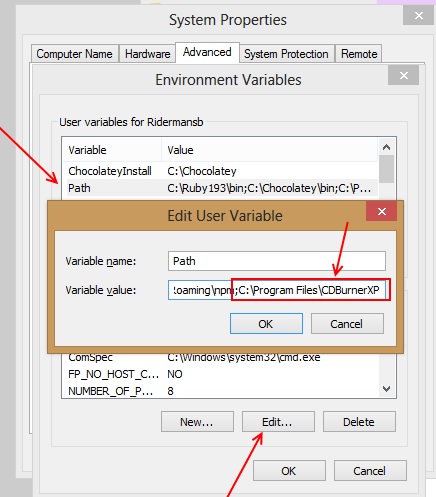 System Properties
Computer Name Hardware Advanced System Protection Remote
Environment Variables
User variables for Ridermansb
Variable Value
ChocolateyInstall C:\Chocolatey
Path C:\Ruby193\bin;C:\Chocolatey\bin;C:\P...
Edit User Variable
Variable name: Path
Variable value: oaming\npm;C:\Program Files\CDBurnerXP
OK Cancel
ComSpec C:\Windows\system32\cmd.exe
FP_NO_HOST_C... NO
NUMBER_OF_P... 8
New... Edit... Delete
OK Cancel